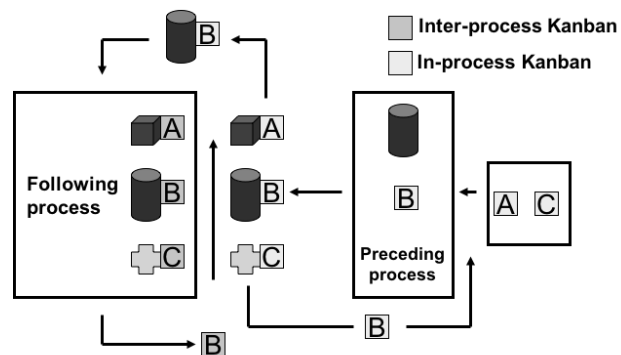 B
Inter-process Kanban
In-process Kanban
A
A
Following
process
B
B
B
A C
C
C
Preceding
process
B
B